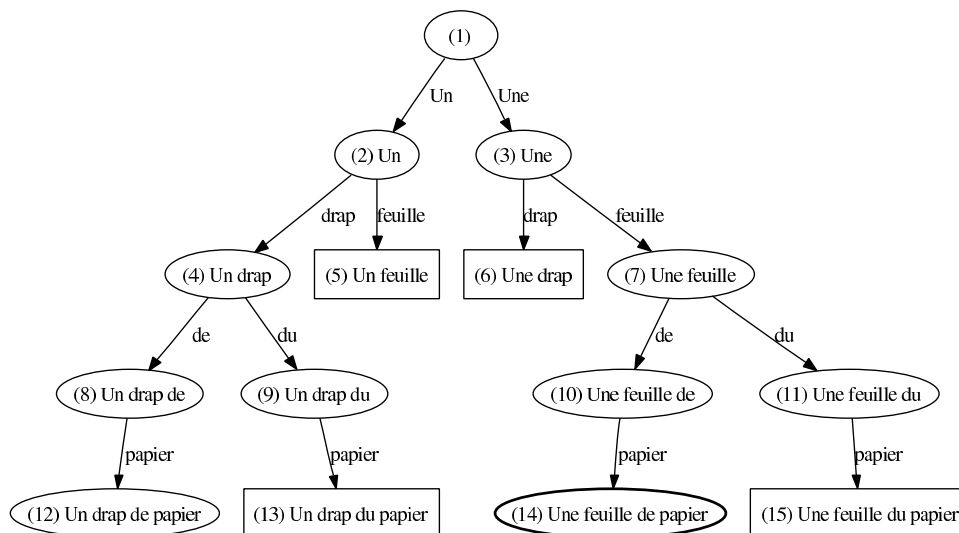 (1)
Un Une
(2) Un (3) Une
drap feuille drap feuille
(4) Un drap (5) Un feuille (6) Une drap (7) Une feuille
de du de du
(8) Un drap de (9) Un drap du (10) Une feuille de (11) Une feuille du
papier papier papier papier
(12) Un drap de papier (13) Un drap du papier (14) Une feuille de papier (15) Une feuille du papier